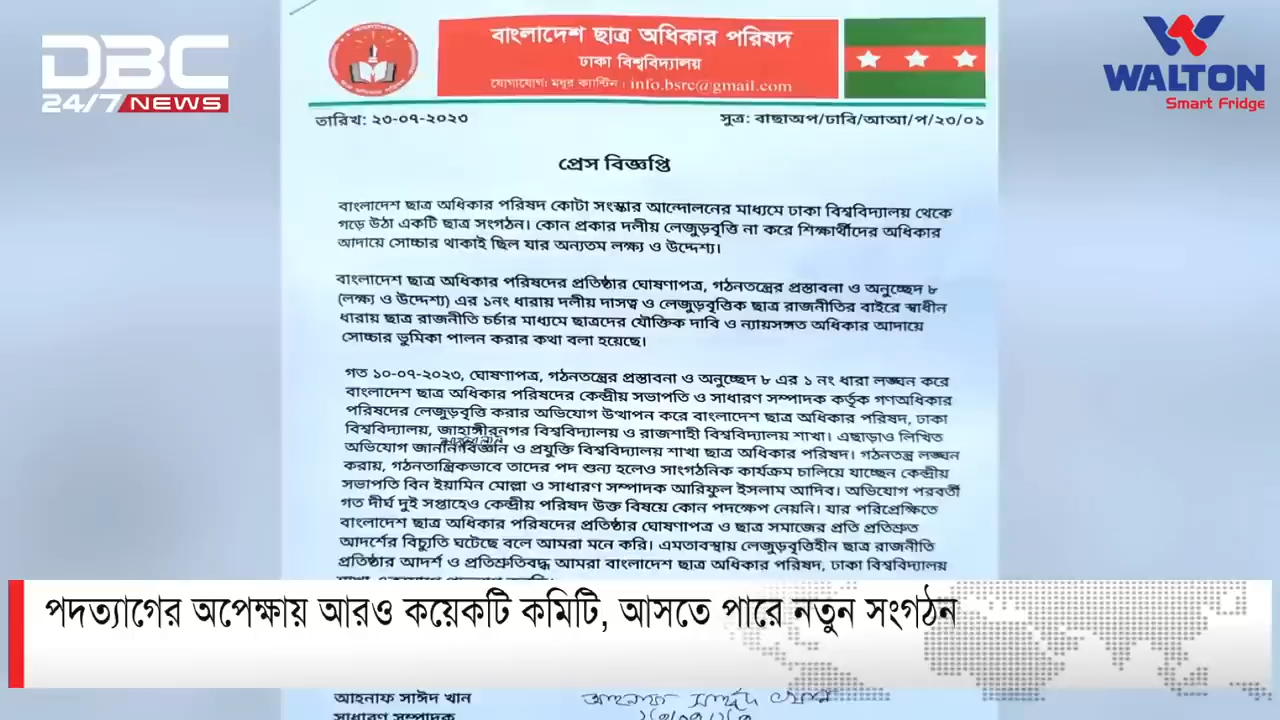 DBC
24/7 NEWS
WALTON
Smart Fridge
বাংলাদেশ ছাত্র অধিকার পরিষদ
ঢাকা বিশ্ববিদ্যালয়
যোগাযোগ: মধুর ক্যান্টিন । info.bsrc@gmail.com
তারিখ: ২৩-০৭-২০২৩
সুত্র: বাছাঅপ/ঢাবি/আআ/প/২৩/০১
প্রেস বিজ্ঞপ্তি
বাংলাদেশ ছাত্র অধিকার পরিষদ কোটা সংস্কার আন্দোলনের মাধ্যমে ঢাকা বিশ্ববিদ্যালয় থেকে
গড়ে উঠা একটি ছাত্র সংগঠন। কোন প্রকার দলীয় লেজুড়বৃত্তি না করে শিক্ষার্থীদের অধিকার
আদায়ে সোচ্চার থাকাই ছিল যার অন্যতম লক্ষ্য ও উদ্দেশ্য।
বাংলাদেশ ছাত্র অধিকার পরিষদের প্রতিষ্ঠার ঘোষণাপত্র, গঠনতন্ত্রের প্রস্তাবনা ও অনুচ্ছেদ ৮
(লক্ষ্য ও উদ্দেশ্য) এর ১নং ধারায় দলীয় দাসত্ব ও লেজুড়বৃত্তিক ছাত্র রাজনীতির বাইরে স্বাধীন
ধারায় ছাত্র রাজনীতি চর্চার মাধ্যমে ছাত্রদের যৌক্তিক দাবি ও ন্যায়সঙ্গত অধিকার আদায়ে
সোচ্চার ভুমিকা পালন করার কথা বলা হয়েছে।
গত ১০-০৭-২০২৩, ঘোষণাপত্র, গঠনতন্ত্রের প্রস্তাবনা ও অনুচ্ছেদ ৮ এর ১ নং ধারা লঙ্ঘন করে
বাংলাদেশ ছাত্র অধিকার পরিষদের কেন্দ্রীয় সভাপতি ও সাধারণ সম্পাদক কর্তৃক গণঅধিকার
পরিষদের লেজুড়বৃত্তি করার অভিযোগ উত্থাপন করে বাংলাদেশ ছাত্র অধিকার পরিষদ, ঢাকা
বিশ্ববিদ্যালয়, জাহাঙ্গীরনগর বিশ্ববিদ্যালয় ও রাজশাহী বিশ্ববিদ্যালয় শাখা। এছাড়াও লিখিত
অভিযোগ জানান বিজ্ঞান ও প্রযুক্তি বিশ্ববিদ্যালয় শাখা ছাত্র অধিকার পরিষদ। গঠনতন্ত্র লঙ্ঘন
করায়, গঠনতান্ত্রিকভাবে তাদের পদ শুন্য হলেও সাংগঠনিক কার্যক্রম চালিয়ে যাচ্ছেন কেন্দ্রীয়
সভাপতি বিন ইয়ামিন মোল্লা ও সাধারণ সম্পাদক আরিফুল ইসলাম আদিব। অভিযোগ পরবর্তী
গত দীর্ঘ দুই সপ্তাহেও কেন্দ্রীয় পরিষদ উক্ত বিষয়ে কোন পদক্ষেপ নেয়নি। যার পরিপ্রেক্ষিতে
বাংলাদেশ ছাত্র অধিকার পরিষদের প্রতিষ্ঠার ঘোষণাপত্র ও ছাত্র সমাজের প্রতি প্রতিশ্রুত
আদর্শের বিচ্যুতি ঘটেছে বলে আমরা মনে করি। এমতাবস্থায় লেজুড়বৃত্তিহীন ছাত্র রাজনীতি
প্রতিষ্ঠার আদর্শ ও প্রতিশ্রুতিবদ্ধ আমরা বাংলাদেশ ছাত্র অধিকার পরিষদ, ঢাকা বিশ্ববিদ্যালয়
পদত্যাগের অপেক্ষায় আরও কয়েকটি কমিটি, আসতে পারে নতুন সংগঠন
আহনাফ সাঈদ খান
আহনাফ সাঈদ খান
সাধারণ সম্পাদক